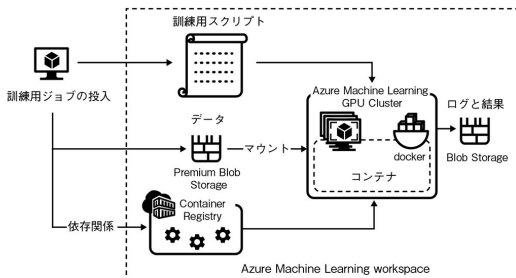 訓練用スクリプト
訓練用ジョブの投入
データ
Premium Blob
Storage
マウント
依存関係
Container
Registry
Azure Machine Learning
GPU Cluster
docker
コンテナ
ログと結果
Blob Storage
Azure Machine Learning workspace